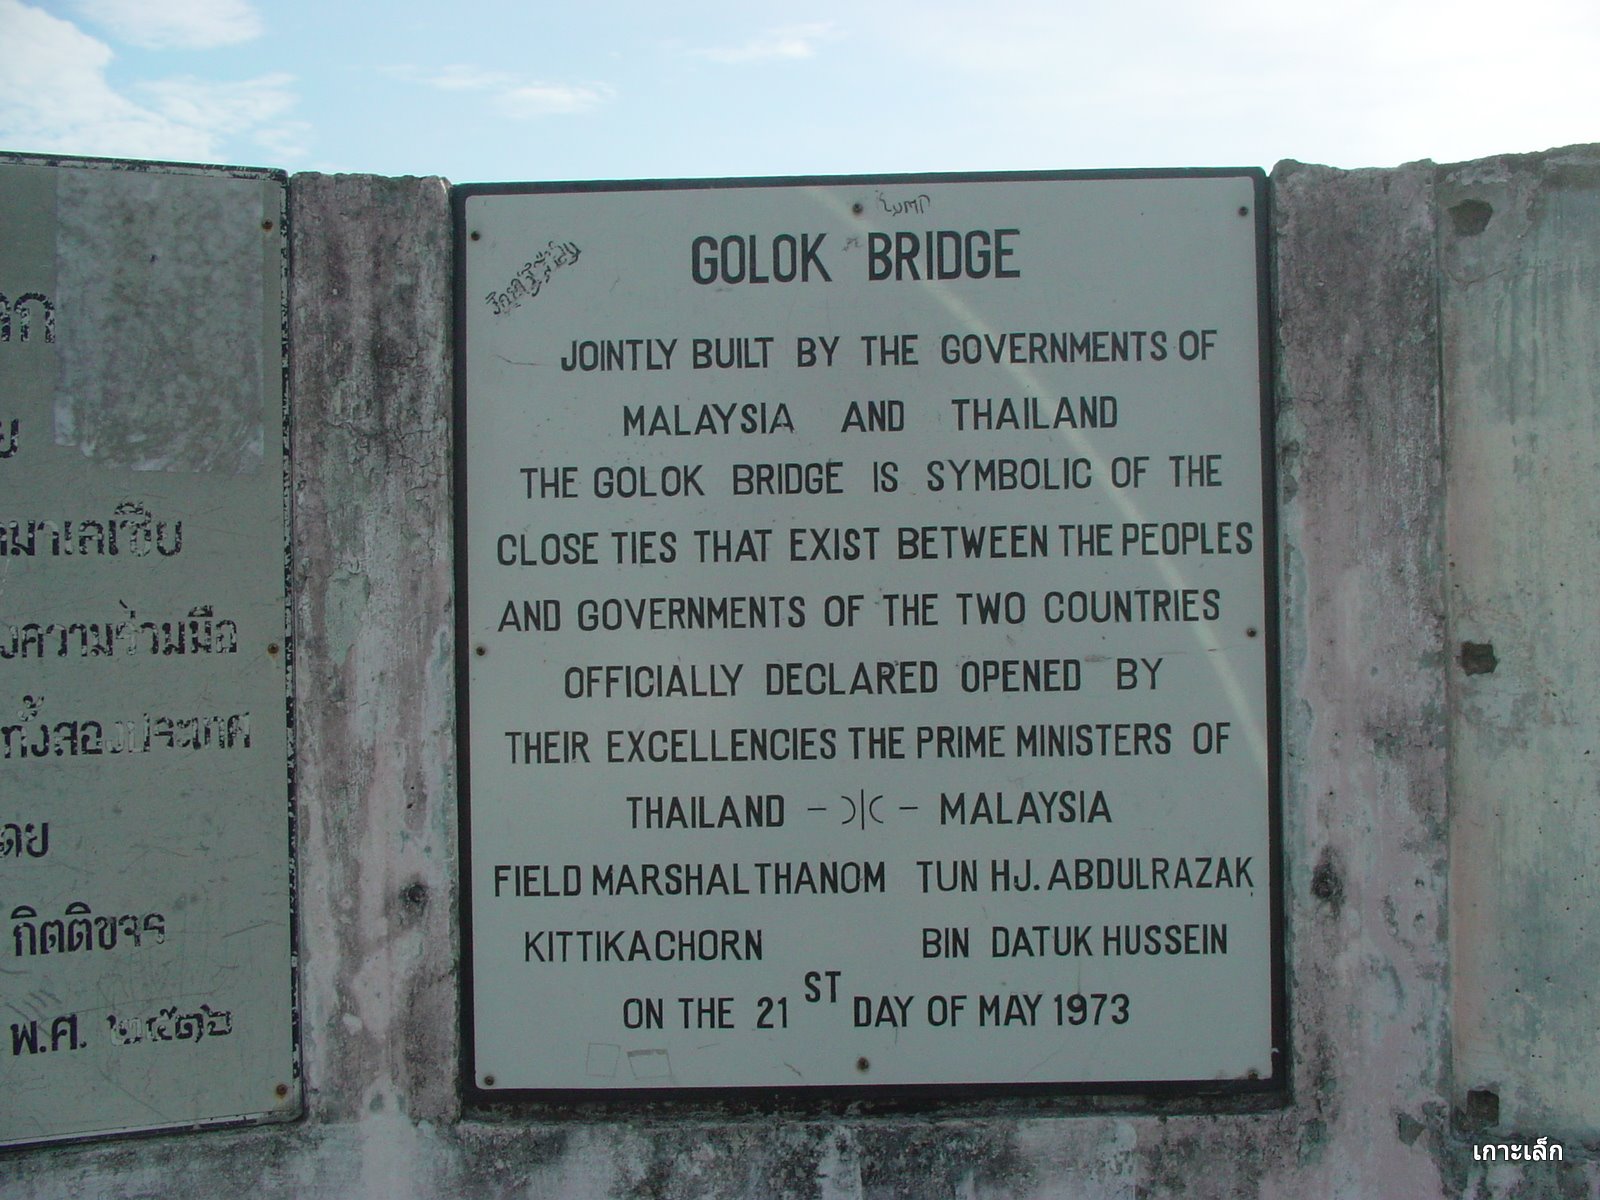 GOLOK BRIDGE
JOINTLY BUILT BY THE GOVERNMENTS OF
MALAYSIA AND THAILAND
THE GOLOK BRIDGE IS SYMBOLIC OF THE
CLOSE TIES THAT EXIST BETWEEN THE PEOPLES
AND GOVERNMENTS OF THE TWO COUNTRIES
OFFICIALLY DECLARED OPENED BY
THEIR EXCELLENCIES THE PRIME MINISTERS OF
THAILAND MALAYSIA
FIELD MARSHAL THANOM TUN HJ. ABDULRAZAK
KITTIKACHORN BIN DATUK HUSSEIN
ON THE 21ST DAY OF MAY 1973
มาเลเซีย
ความร่วมมือ
ทั้งสองประเทศ
กิตติขจร
พ.ศ. ๒๕๑๖
เกาะเล็ก